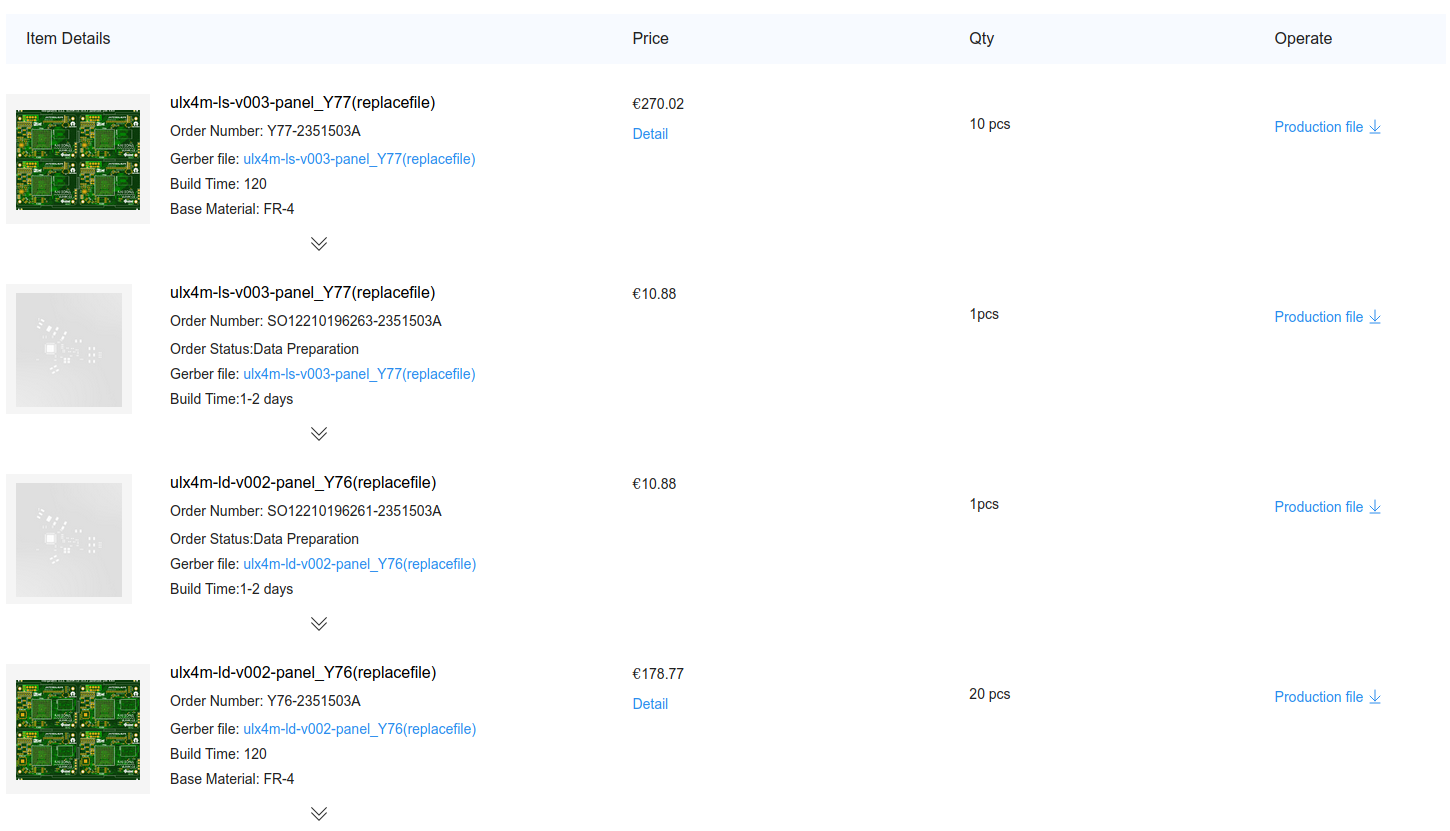 Item Details Price Qty Operate
ulx4m-ls-v003-panel_Y77(replacefile)
€270.02
Detail
10 pcs
Production file
Order Number: Y77-2351503A
Gerber file: ulx4m-ls-v003-panel_Y77(replacefile)
Build Time: 120
Base Material: FR-4
ulx4m-ls-v003-panel_Y77(replacefile)
€10.88
1pcs
Production file
Order Number: SO12210196263-2351503A
Order Status:Data Preparation
Gerber file: ulx4m-ls-v003-panel_Y77(replacefile)
Build Time:1-2 days
ulx4m-ld-v002-panel_Y76(replacefile)
€10.88
1pcs
Production file
Order Number: SO12210196261-2351503A
Order Status:Data Preparation
Gerber file: ulx4m-ld-v002-panel_Y76(replacefile)
Build Time:1-2 days
ulx4m-ld-v002-panel_Y76(replacefile)
€178.77
Detail
20 pcs
Production file
Order Number: Y76-2351503A
Gerber file: ulx4m-ld-v002-panel_Y76(replacefile)
Build Time: 120
Base Material: FR-4